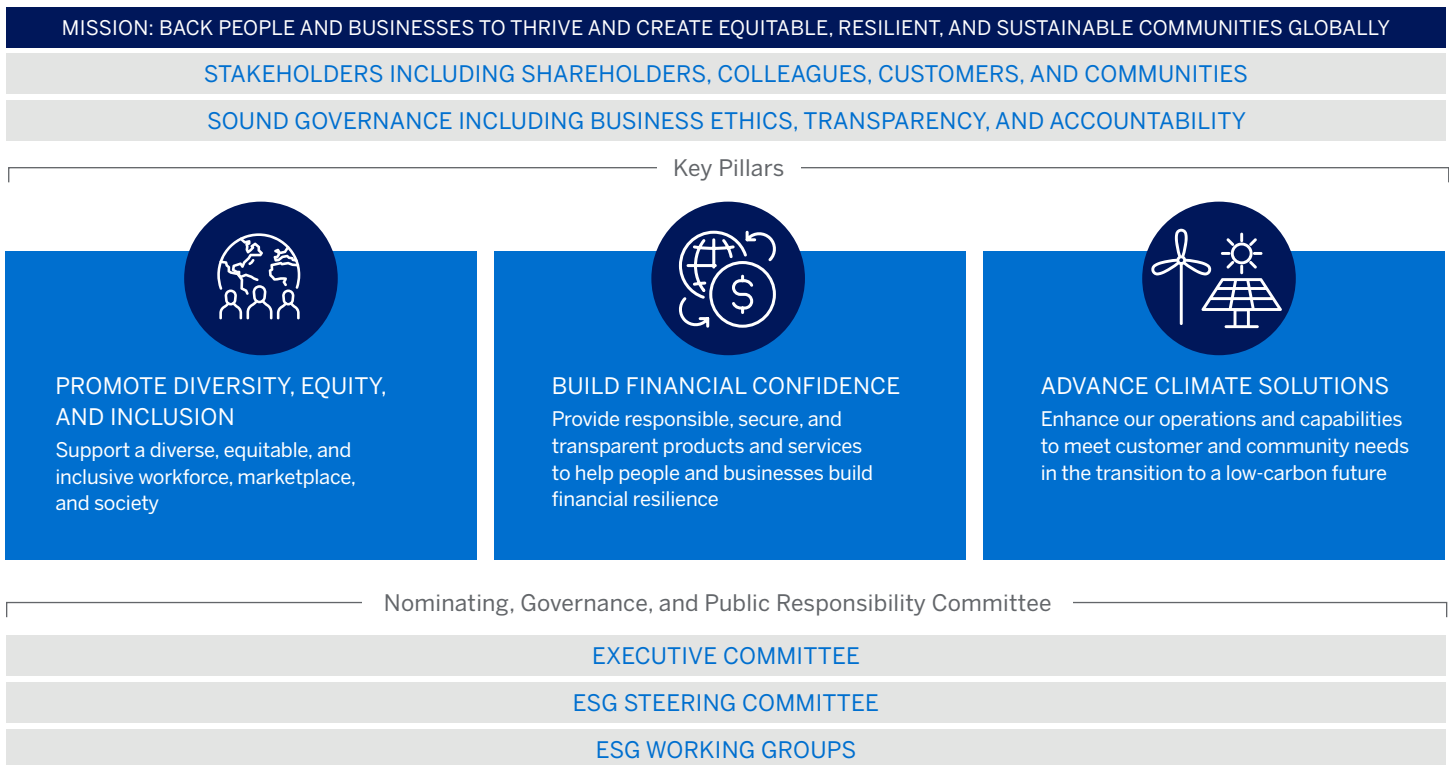 MISSION: BACK PEOPLE AND BUSINESSES TO THRIVE AND CREATE EQUITABLE, RESILIENT, AND SUSTAINABLE COMMUNITIES GLOBALLY
STAKEHOLDERS INCLUDING SHAREHOLDERS, COLLEAGUES, CUSTOMERS, AND COMMUNITIES
SOUND GOVERNANCE INCLUDING BUSINESS ETHICS, TRANSPARENCY, AND ACCOUNTABILITY
Key Pillars
$
PROMOTE DIVERSITY, EQUITY,
AND INCLUSION
Support a diverse, equitable, and
inclusive workforce, marketplace,
and society
BUILD FINANCIAL CONFIDENCE
Provide responsible, secure, and
transparent products and services
to help people and businesses build
financial resilience
ADVANCE CLIMATE SOLUTIONS
Enhance our operations and capabilities
to meet customer and community needs
in the transition to a low-carbon future
Nominating, Governance, and Public Responsibility Committee
EXECUTIVE COMMITTEE
ESG STEERING COMMITTEE
ESG WORKING GROUPS